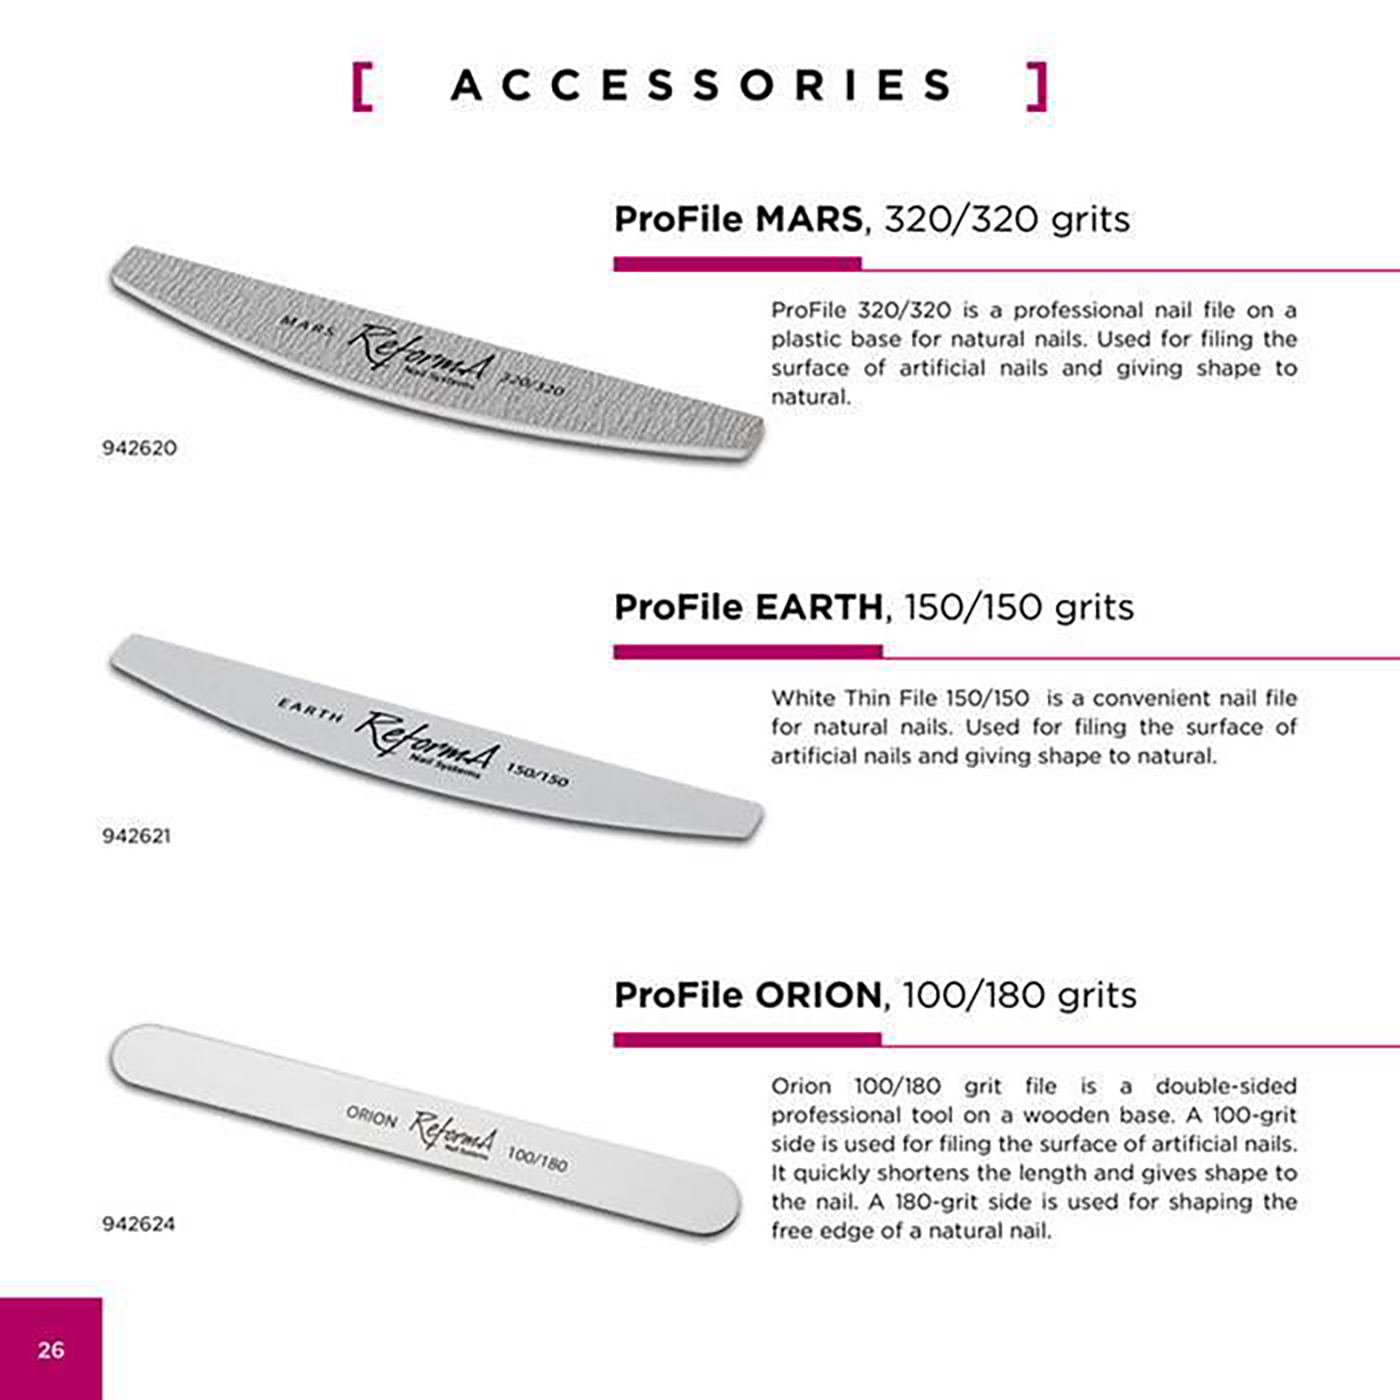 [ ACCESSORIES ]
ProFile MARS, 320/320 grits
ProFile 320/320 is a professional nail file on a
plastic base for natural nails. Used for filing the
surface of artificial nails and giving shape to
natural.
MARS ReformA 320/320
Nail Systems
942620
ProFile EARTH, 150/150 grits
White Thin File 150/150 is a convenient nail file
for natural nails. Used for filing the surface of
artificial nails and giving shape to natural.
EARTH ReformA 150/150
Nail Systems
942621
ProFile ORION, 100/180 grits
Orion 100/180 grit file is a double-sided
professional tool on a wooden base. A 100-grit
side is used for filing the surface of artificial nails.
It quickly shortens the length and gives shape to
the nail. A 180-grit side is used for shaping the
free edge of a natural nail.
ORION ReformA 100/180
Nail Systems
942624
26